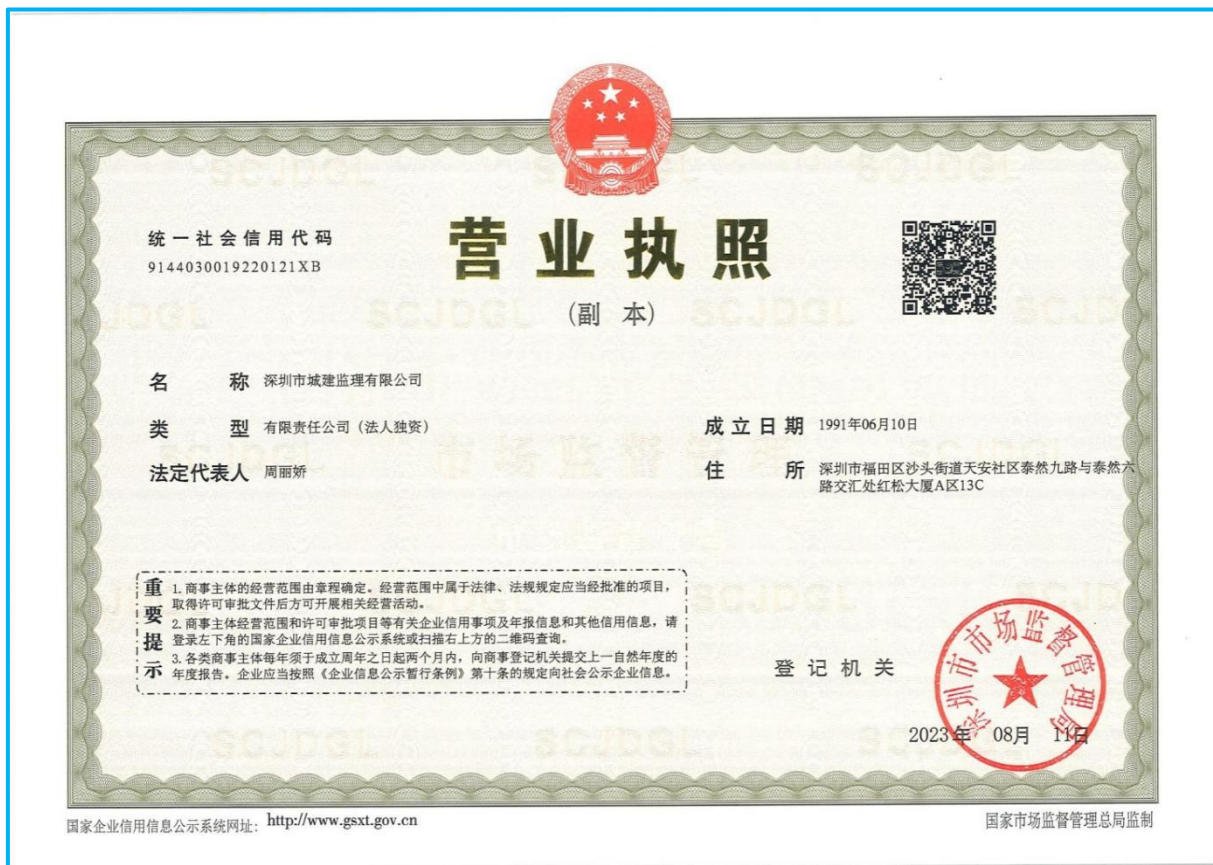 统一社会信用代码
9144030019220121XB
营业执照
(副 本)
名 称 深圳市城建监理有限公司
类 型 有限责任公司（法人独资）
法定代表人 周丽娇
成立日期 1991年06月10日
住 所 深圳市福田区沙头街道天安社区泰然九路与泰然六
路交汇处红松大厦A区13C
重要提示
1. 商事主体的经营范围由章程确定。经营范围中属于法律、法规规定应当经批准的项目，
取得许可审批文件后方可开展相关经营活动。
2. 商事主体经营范围和许可审批项目等有关企业信用事项及年报信息和其他信用信息，请
登录左下角的国家企业信用信息公示系统或扫描右上方的二维码查询。
3. 各类商事主体每年须于成立周年之日起两个月内，向商事登记机关提交上一自然年度的
年度报告。企业应当按照《企业信息公示暂行条例》第十条的规定向社会公示企业信息。
登记机关
深圳市市场监督管理局
2023年 08月 11日
国家企业信用信息公示系统网址：http://www.gsxt.gov.cn
国家市场监督管理总局监制
SCJDGL
市场监督管理